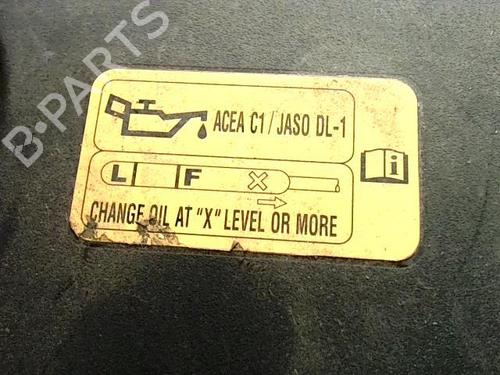 ACEA C1/JASO DL-1
L F X
CHANGE OIL AT "X" LEVEL OR MORE
i
B-PARTS